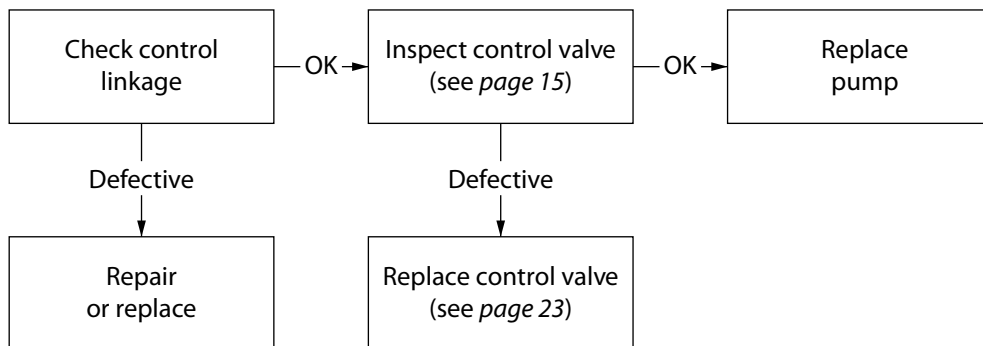 Check control
linkage
OK
Inspect control valve
(see page 15)
OK
Replace
pump
Defective
Defective
Repair
or replace
Replace control valve
(see page 23)